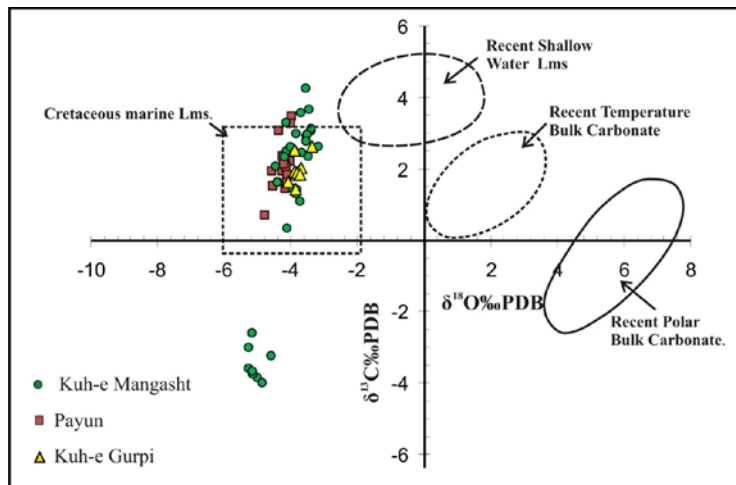 6
Recent Shallow
Water Lms
4
Cretaceous marine Lms.
Recent Temperature
Bulk Carbonate
2
0
-10 -8 -6 -4 -2 0 2 4 6 8
δ¹⁸O‰PDB
-2
Recent Polar
Bulk Carbonate.
δ¹³C‰PDB
Kuh-e Mangasht
-4
Payun
Kuh-e Gurpi
-6